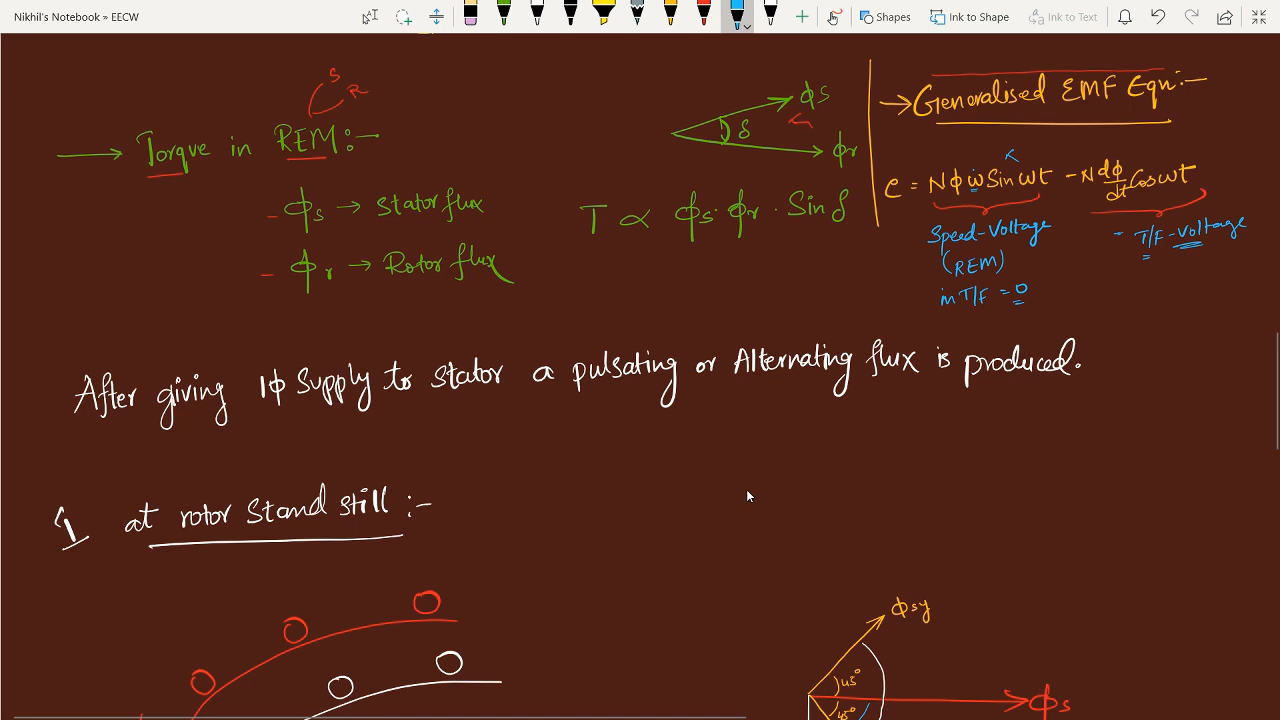 Nikhil's Notebook » EECW
Shapes
Ink to Shape
Ink to Text
S
R
→ Torque in REM:-
- ϕs → Stator flux
- ϕr → Rotor flux
ϕs
δ
ϕr
T ∝ ϕs · ϕr · Sin δ
→ Generalised EMF Eqn:-
e = Nϕω Sin ωt - N dϕ/dt Cos ωt
Speed-Voltage
(REM)
in T/F = 0
= T/F - Voltage
After giving 1ϕ Supply to stator a pulsating or Alternating flux is produced.
1 at rotor Stand still :-
ϕsy
45°
45°
ϕs